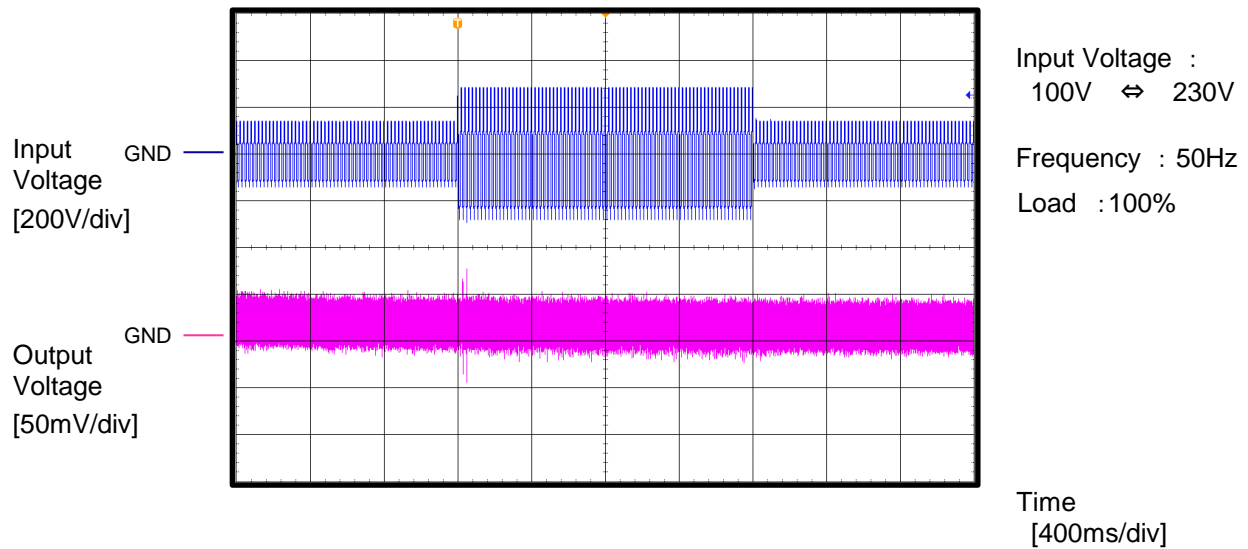 T
Input Voltage :
100V ⇔ 230V
Frequency : 50Hz
Load :100%
Input
Voltage
[200V/div]
GND
GND
Output
Voltage
[50mV/div]
Time
[400ms/div]